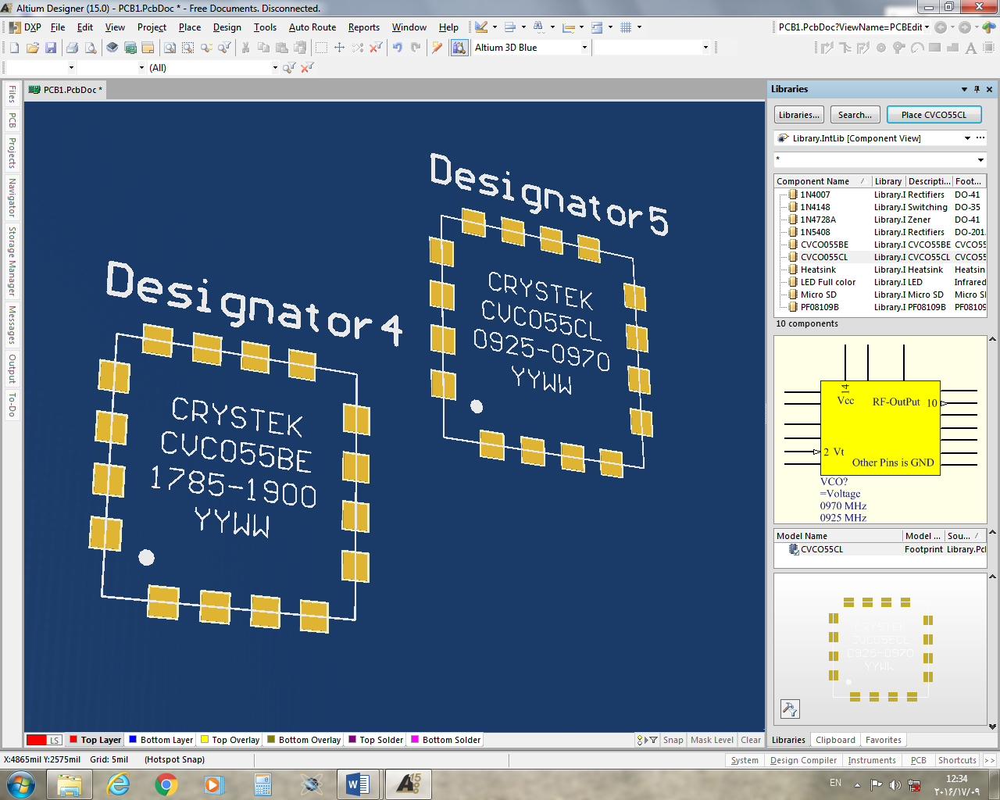 Altium Designer (15.0) - PCB1.PcbDoc * - Free Documents. Disconnected.
DXP File Edit View Project Place Design Tools Auto Route Reports Window Help
PCB1.PcbDoc?ViewName=PCBEdit
Altium 3D Blue
(All)
PCB1.PcbDoc *
Files
PCB
Projects
Navigator
Storage Manager
Messages
Output
To-Do
Designator5
CRYSTEK
CVCO55CL
0925-0970
YYWW
Designator4
CRYSTEK
CVCO55BE
1785-1900
YYWW
Libraries
Libraries... Search... Place CVCO55CL
Library.IntLib [Component View]
*
Component Name Library Descripti... Foot...
1N4007 Library.I Rectifiers DO-41
1N4148 Library.I Switching DO-35
1N4728A Library.I Zener DO-41
1N5408 Library.I Rectifiers DO-201
CVCO055BE Library.I CVCO55BE CVCO55
CVCO055CL Library.I CVCO55CL CVCO55
Heatsink Library.I Heatsink Heatsin
LED Full color Library.I LED Infrared
Micro SD Library.I Micro SD Micro S
PF08109B Library.I PF08109B PF08109
10 components
14
Vcc RF-OutPut 10
2 Vt
Other Pins is GND
VCO?
=Voltage
0970 MHz
0925 MHz
Model Name Model ... Sou...
CVCO55CL Footprint Library.Pcl
CRYSTEK
CVCO55CL
0925-0970
YYWW
LS Top Layer Bottom Layer Top Overlay Bottom Overlay Top Solder Bottom Solder Snap Mask Level Clear
Libraries Clipboard Favorites
X:4865mil Y:2575mil Grid: 5mil (Hotspot Snap)
System Design Compiler Instruments PCB Shortcuts >>
EN
12:34
٢٠١۶/١٧/٠٩